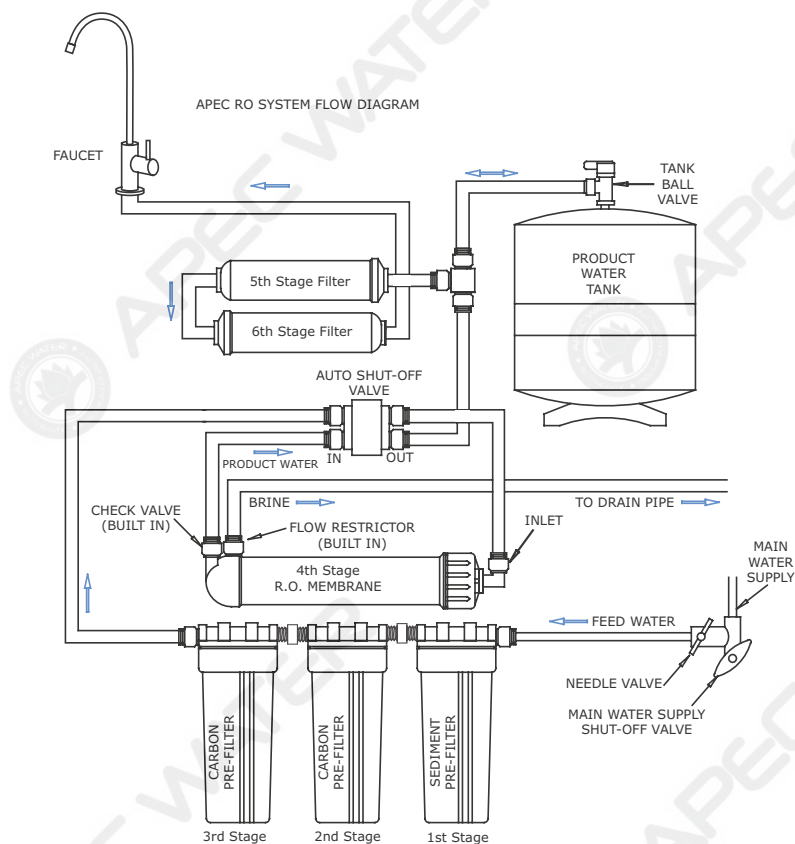 APEC RO SYSTEM FLOW DIAGRAM
FAUCET
TANK
BALL
VALVE
PRODUCT
WATER
TANK
5th Stage Filter
6th Stage Filter
AUTO SHUT-OFF
VALVE
IN
OUT
PRODUCT WATER
BRINE
TO DRAIN PIPE
CHECK VALVE
(BUILT IN)
FLOW RESTRICTOR
(BUILT IN)
INLET
4th Stage
R.O. MEMBRANE
MAIN
WATER
SUPPLY
FEED WATER
NEEDLE VALVE
MAIN WATER SUPPLY
SHUT-OFF VALVE
CARBON
PRE-FILTER
CARBON
PRE-FILTER
SEDIMENT
PRE-FILTER
3rd Stage
2nd Stage
1st Stage
APEC WATER